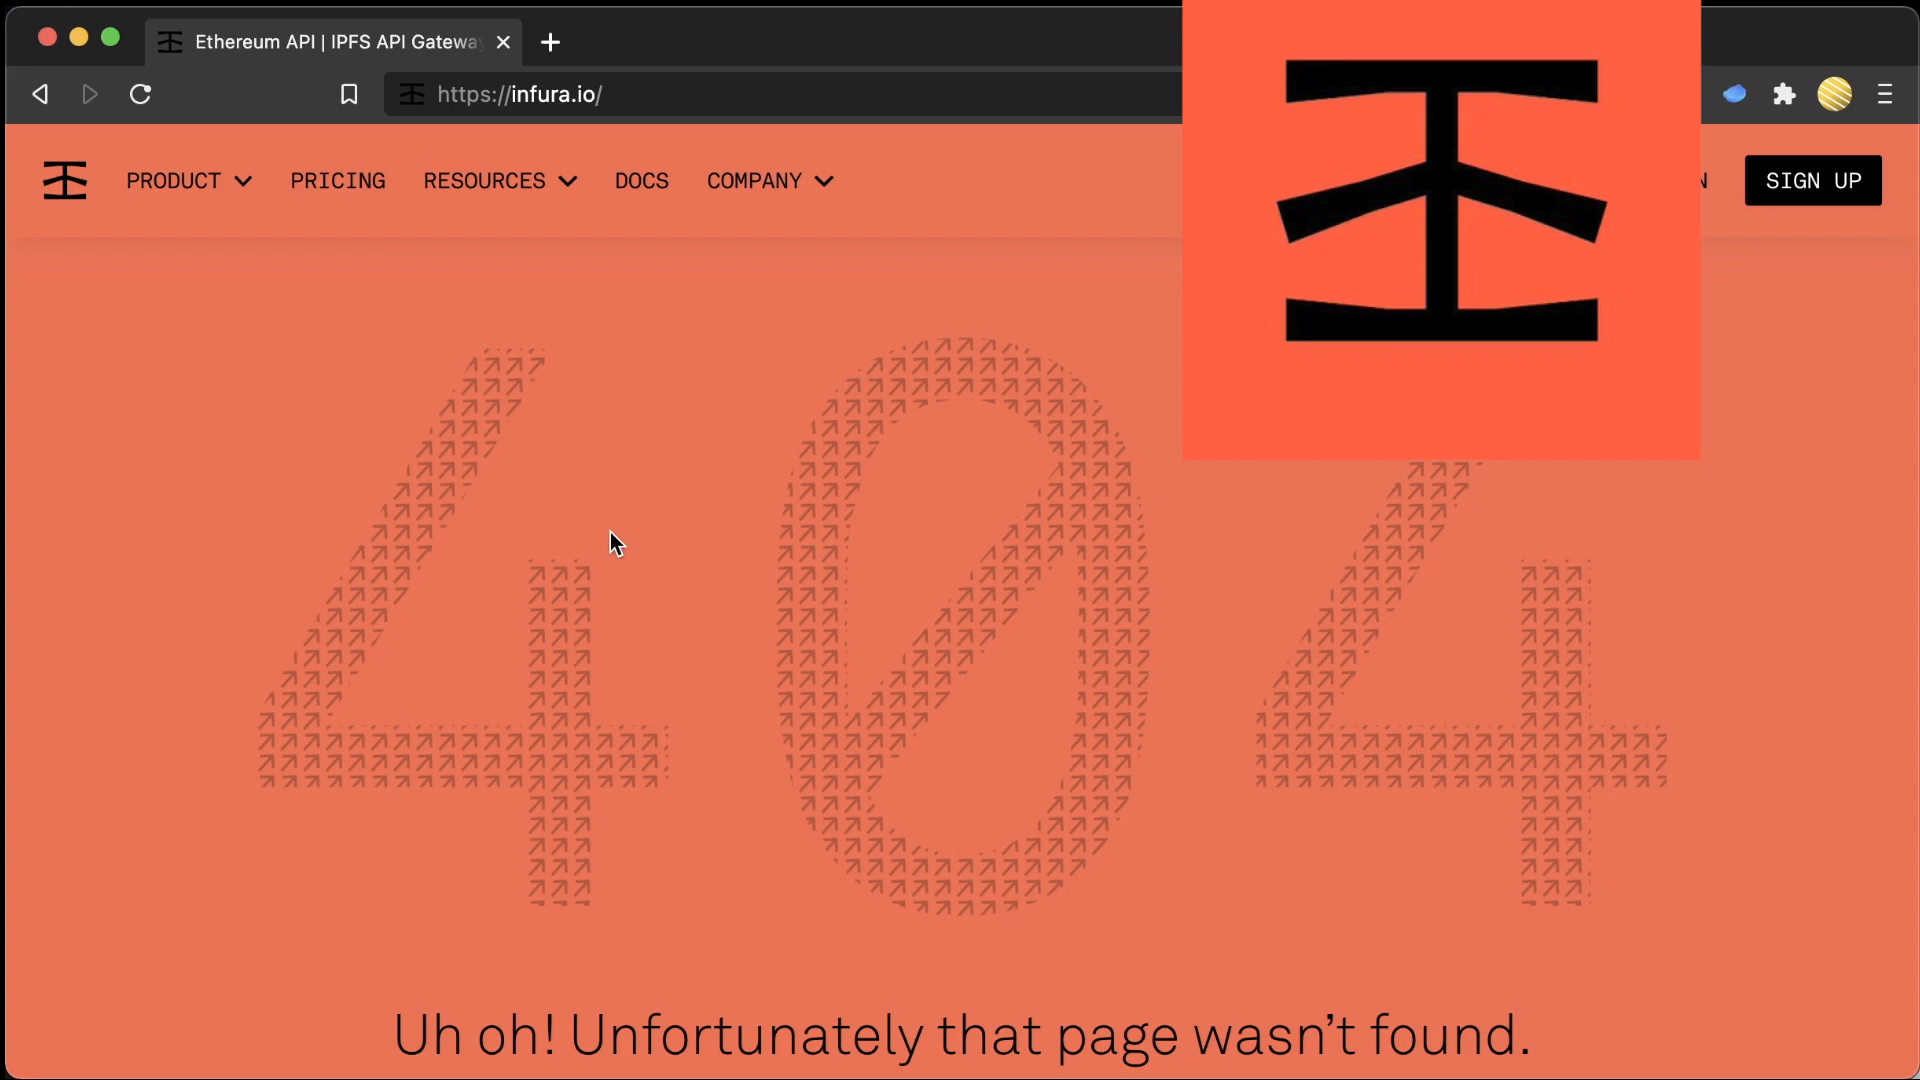 Ethereum API | IPFS API Gatewa
https://infura.io/
PRODUCT PRICING RESOURCES DOCS COMPANY N SIGN UP
404
Uh oh! Unfortunately that page wasn’t found.